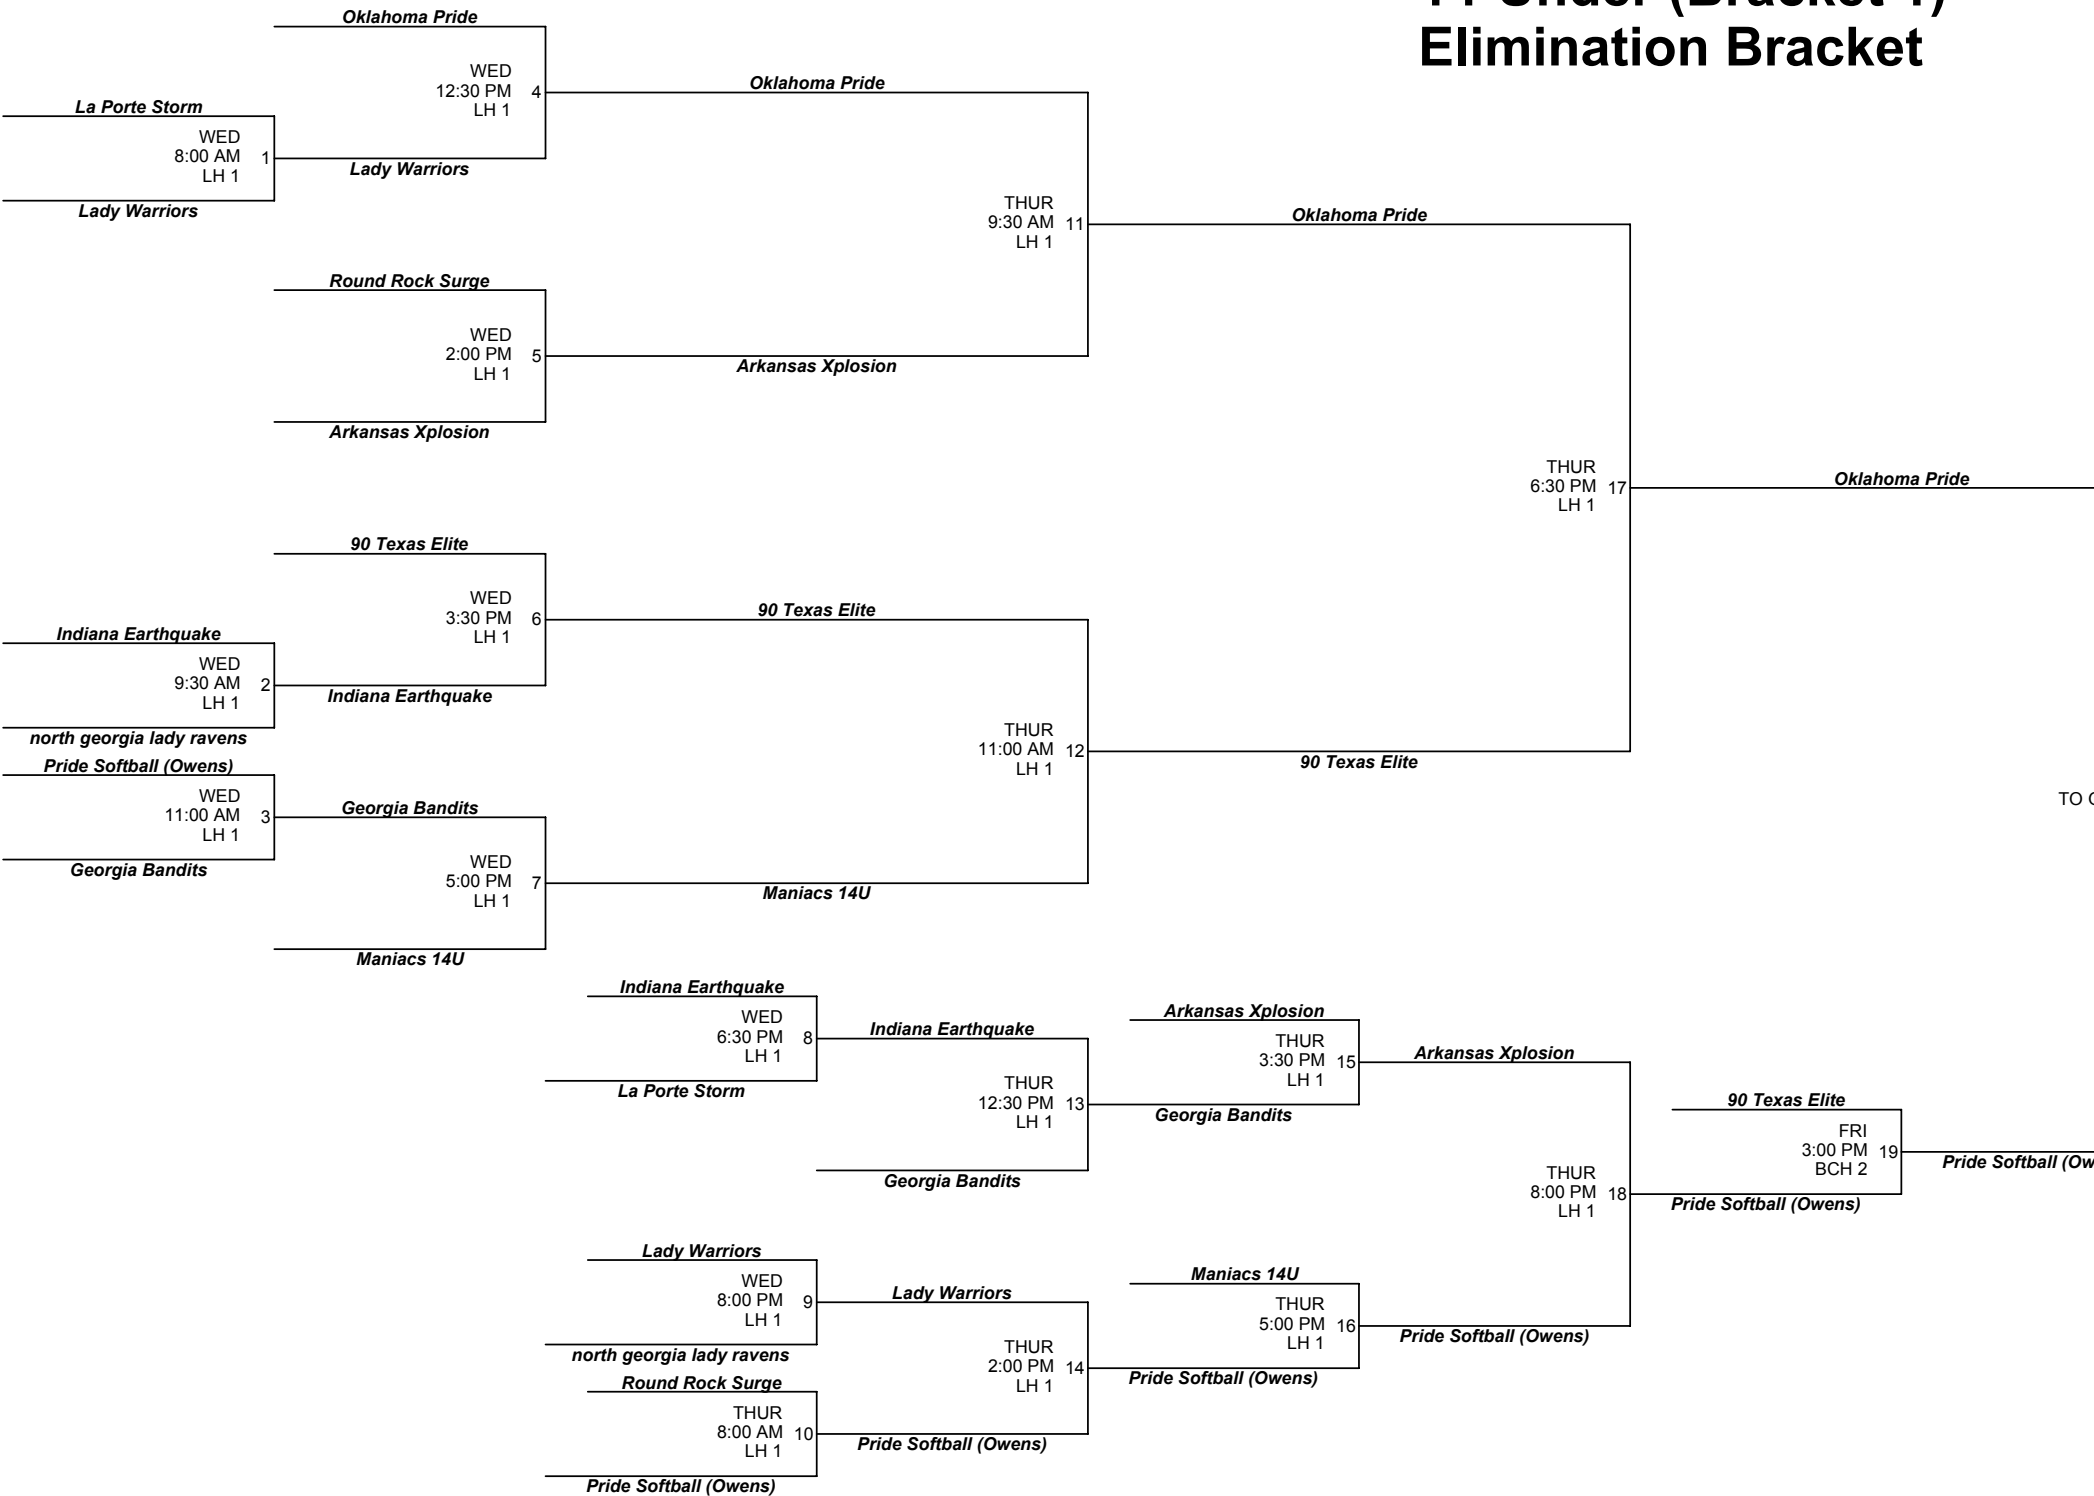 Elimination Bracket
Oklahoma Pride
WED
12:30 PM 4
LH 1
Oklahoma Pride
La Porte Storm
WED
8:00 AM 1
LH 1
Lady Warriors
Lady Warriors
THUR
9:30 AM 11
LH 1
Oklahoma Pride
Round Rock Surge
WED
2:00 PM 5
LH 1
Arkansas Xplosion
Arkansas Xplosion
THUR
6:30 PM 17
LH 1
Oklahoma Pride
90 Texas Elite
WED
3:30 PM 6
LH 1
90 Texas Elite
Indiana Earthquake
WED
9:30 AM 2
LH 1
Indiana Earthquake
north georgia lady ravens
THUR
11:00 AM 12
LH 1
90 Texas Elite
Pride Softball (Owens)
WED
11:00 AM 3
LH 1
Georgia Bandits
Georgia Bandits
TO
WED
5:00 PM 7
LH 1
Maniacs 14U
Maniacs 14U
Indiana Earthquake
WED
6:30 PM 8
LH 1
La Porte Storm
Indiana Earthquake
THUR
12:30 PM 13
LH 1
Georgia Bandits
Arkansas Xplosion
THUR
3:30 PM 15
LH 1
Georgia Bandits
Arkansas Xplosion
THUR
8:00 PM 18
LH 1
90 Texas Elite
FRI
3:00 PM 19
BCH 2
Pride Softball (Ow
Pride Softball (Owens)
Lady Warriors
WED
8:00 PM 9
LH 1
north georgia lady ravens
Lady Warriors
THUR
2:00 PM 14
LH 1
Maniacs 14U
THUR
5:00 PM 16
LH 1
Pride Softball (Owens)
Pride Softball (Owens)
Round Rock Surge
THUR
8:00 AM 10
LH 1
Pride Softball (Owens)
Pride Softball (Owens)